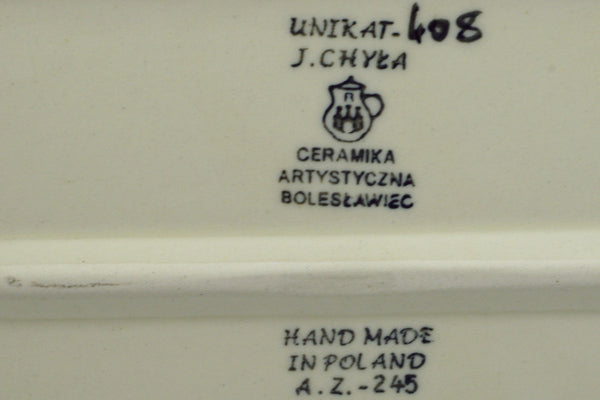 UNIKAT-408
J.CHYŁA
CERAMIKA
ARTYSTYCZNA
BOLESŁAWIEC
HAND MADE
IN POLAND
A.Z.-245